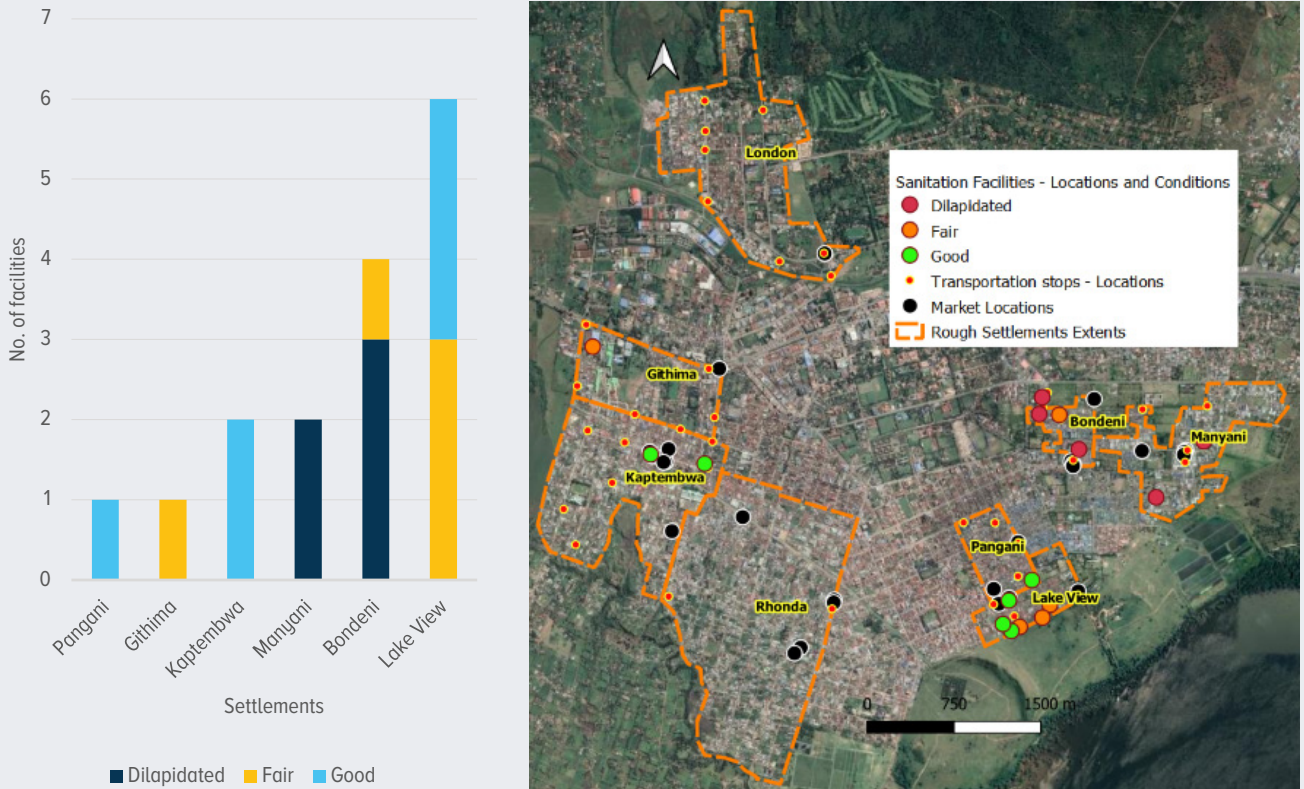 7
6
5
4
3
2
1
0
No. of facilities
Pangani
Githima
Kaptembwa
Manyani
Bondeni
Lake View
Settlements
Dilapidated Fair Good
London
Sanitation Facilities - Locations and Conditions
Dilapidated
Fair
Good
Transportation stops - Locations
Market Locations
Rough Settlements Extents
Githima
Bondeni
Manyani
Kaptembwa
Pangani
Rhonda
Lake View
0 750 1500 m